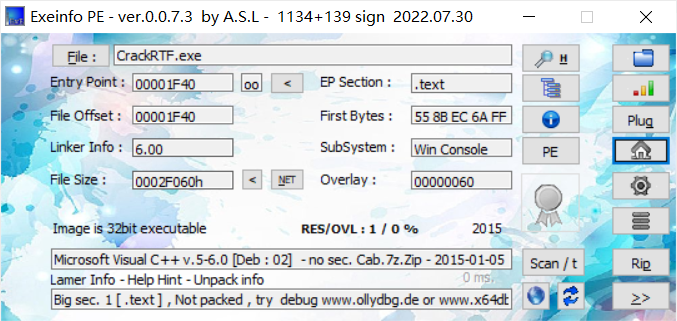 Exeinfo PE - ver.0.0.7.3 by A.S.L - 1134+139 sign 2022.07.30
File : CrackRTF.exe H
Entry Point : 00001F40 oo < EP Section : .text
File Offset : 00001F40 First Bytes : 55 8B EC 6A FF Plug
Linker Info : 6.00 SubSystem : Win Console PE
File Size : 0002F060h < NET Overlay : 00000060
Image is 32bit executable RES/OVL : 1 / 0 % 2015
Microsoft Visual C++ v.5-6.0 [Deb : 02] - no sec. Cab.7z.Zip - 2015-01-05 Scan / t Rip
Lamer Info - Help Hint - Unpack info 0 ms.
Big sec. 1 [ .text ] , Not packed , try debug www.ollydbg.de or www.x64db >>